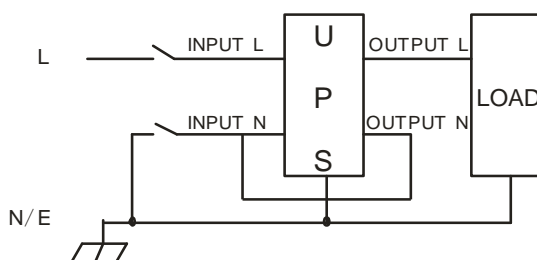 L
INPUT L
U
OUTPUT L
P
LOAD
INPUT N
OUTPUT N
S
N/E